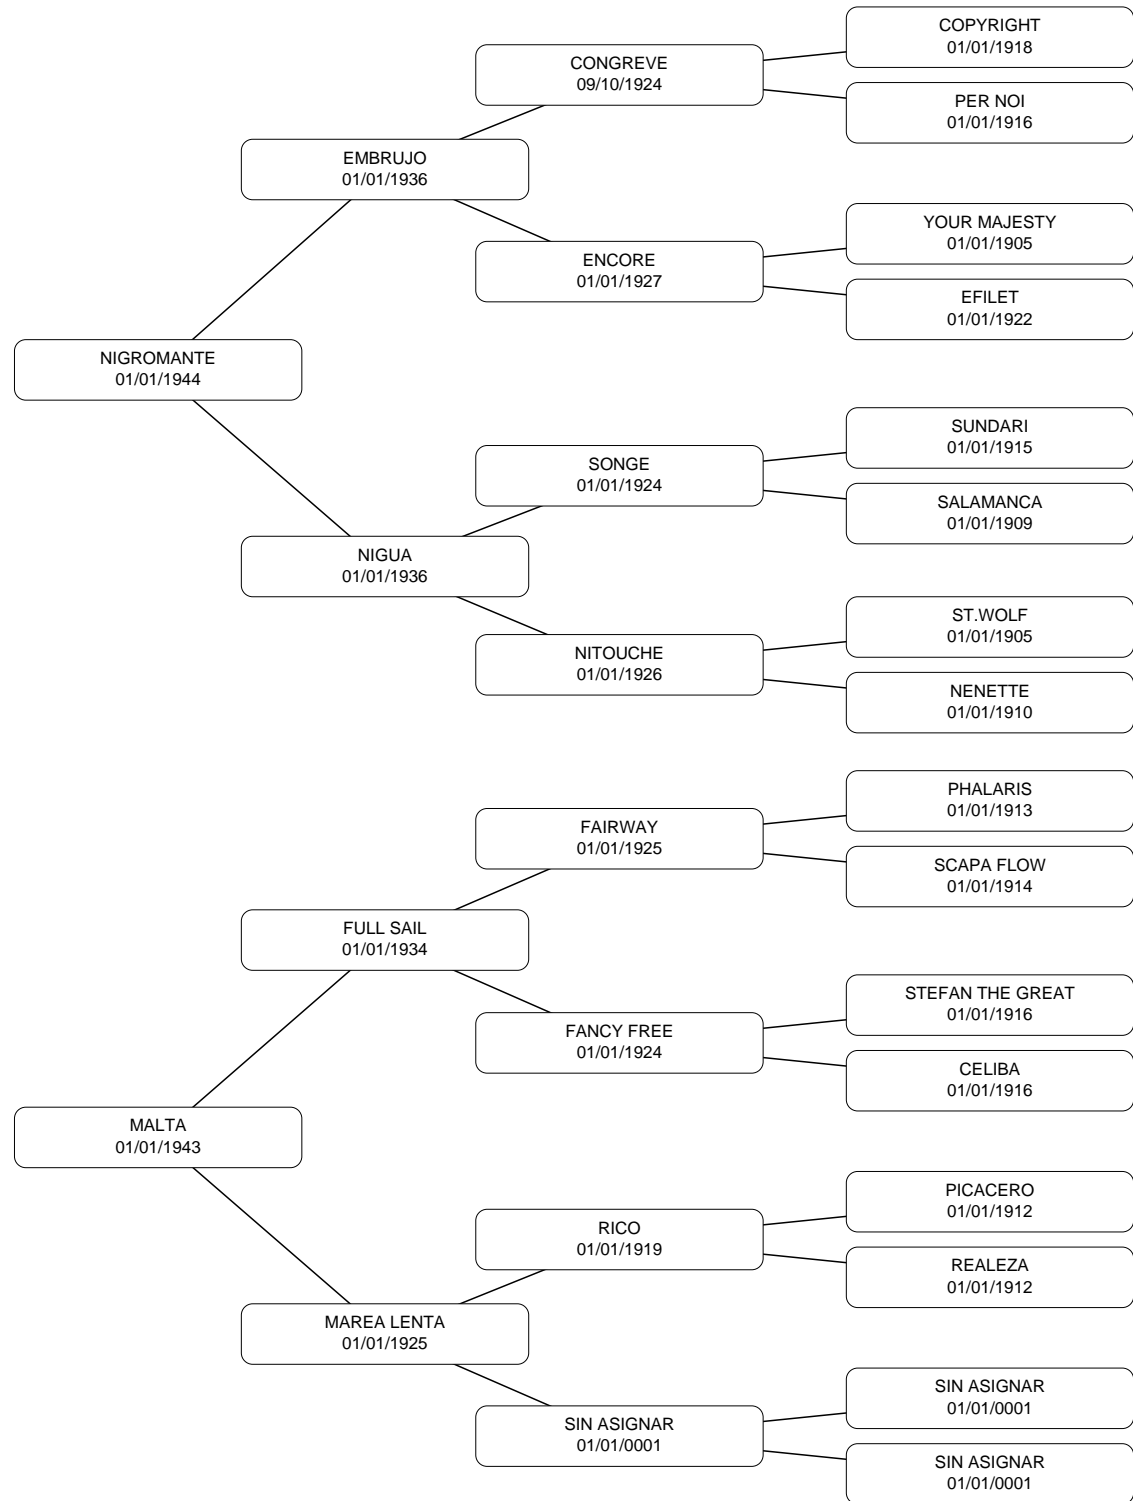 COPYRIGHT
01/01/1918
CONGREVE
09/10/1924
PER NOI
01/01/1916
EMBRUJO
01/01/1936
YOUR MAJESTY
01/01/1905
ENCORE
01/01/1927
EFILET
01/01/1922
NIGROMANTE
01/01/1944
SUNDARI
01/01/1915
SONGE
01/01/1924
SALAMANCA
01/01/1909
NIGUA
01/01/1936
ST.WOLF
01/01/1905
NITOUCHE
01/01/1926
NENETTE
01/01/1910
PHALARIS
01/01/1913
FAIRWAY
01/01/1925
SCAPA FLOW
01/01/1914
FULL SAIL
01/01/1934
STEFAN THE GREAT
01/01/1916
FANCY FREE
01/01/1924
CELIBA
01/01/1916
MALTA
01/01/1943
PICACERO
01/01/1912
RICO
01/01/1919
REALEZA
01/01/1912
MAREA LENTA
01/01/1925
SIN ASIGNAR
01/01/0001
SIN ASIGNAR
01/01/0001
SIN ASIGNAR
01/01/0001